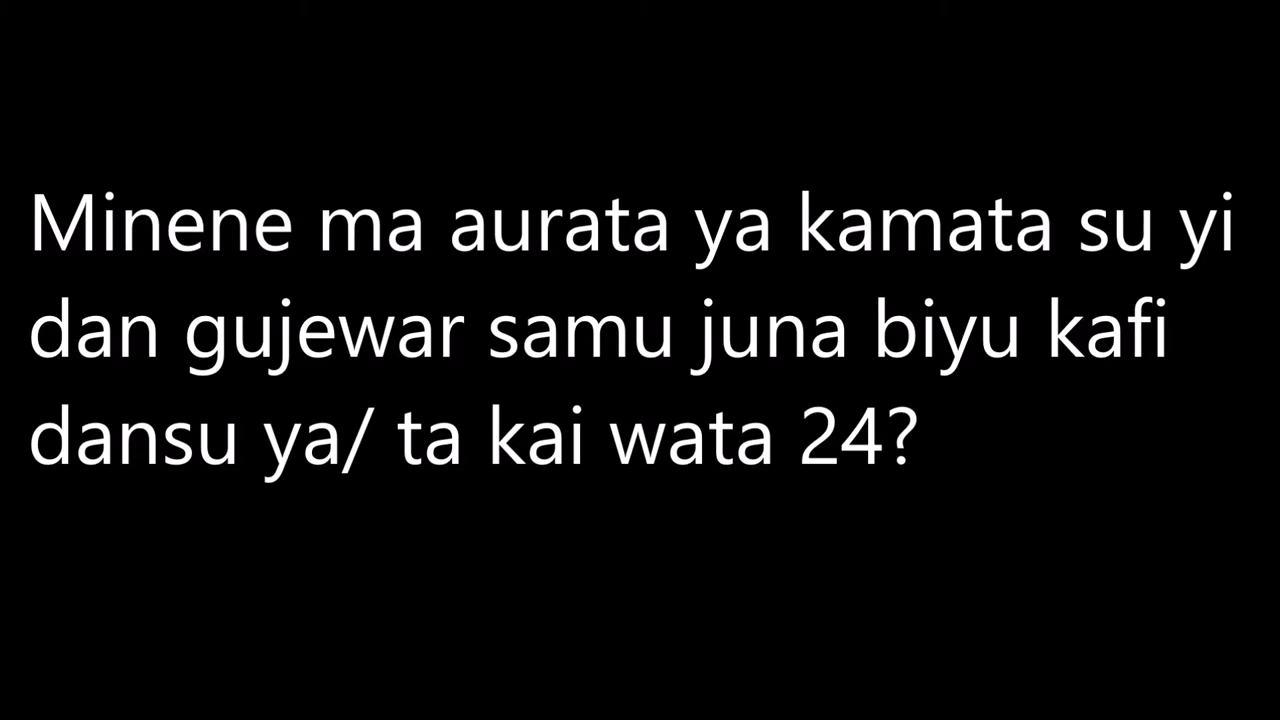 Minene ma aurata ya kamata su yi
dan gujewar samu juna biyu kafi
dansu ya/ ta kai wata 24?